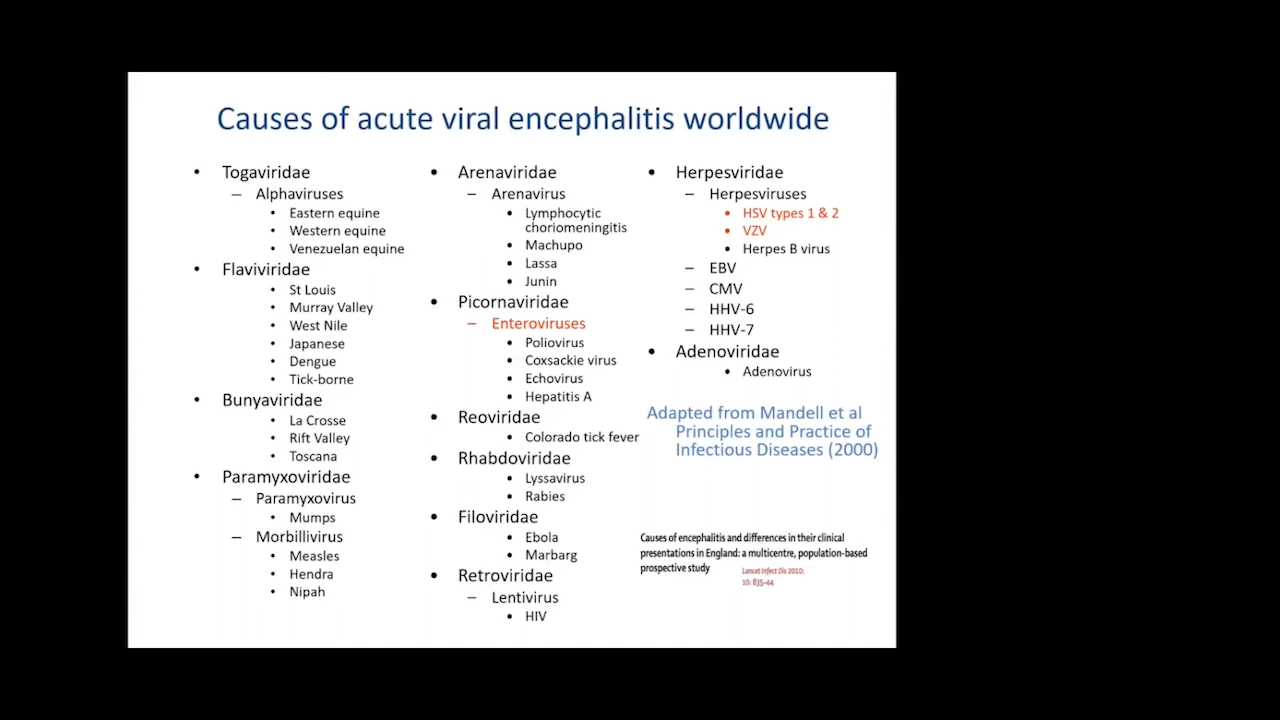 Causes of acute viral encephalitis worldwide
• Togaviridae
– Alphaviruses
• Eastern equine
• Western equine
• Venezuelan equine
• Flaviviridae
• St Louis
• Murray Valley
• West Nile
• Japanese
• Dengue
• Tick-borne
• Bunyaviridae
• La Crosse
• Rift Valley
• Toscana
• Paramyxoviridae
– Paramyxovirus
• Mumps
– Morbillivirus
• Measles
• Hendra
• Nipah
• Arenaviridae
– Arenavirus
• Lymphocytic
choriomeningitis
• Machupo
• Lassa
• Junin
• Picornaviridae
– Enteroviruses
• Poliovirus
• Coxsackie virus
• Echovirus
• Hepatitis A
• Reoviridae
• Colorado tick fever
• Rhabdoviridae
• Lyssavirus
• Rabies
• Filoviridae
• Ebola
• Marbarg
• Retroviridae
– Lentivirus
• HIV
• Herpesviridae
– Herpesviruses
• HSV types 1 & 2
• VZV
• Herpes B virus
– EBV
– CMV
– HHV-6
– HHV-7
• Adenoviridae
• Adenovirus
Adapted from Mandell et al
Principles and Practice of
Infectious Diseases (2000)
Causes of encephalitis and differences in their clinical
presentations in England: a multicentre, population-based
prospective study
Lancet Infect Dis 2010;
10: 835–44